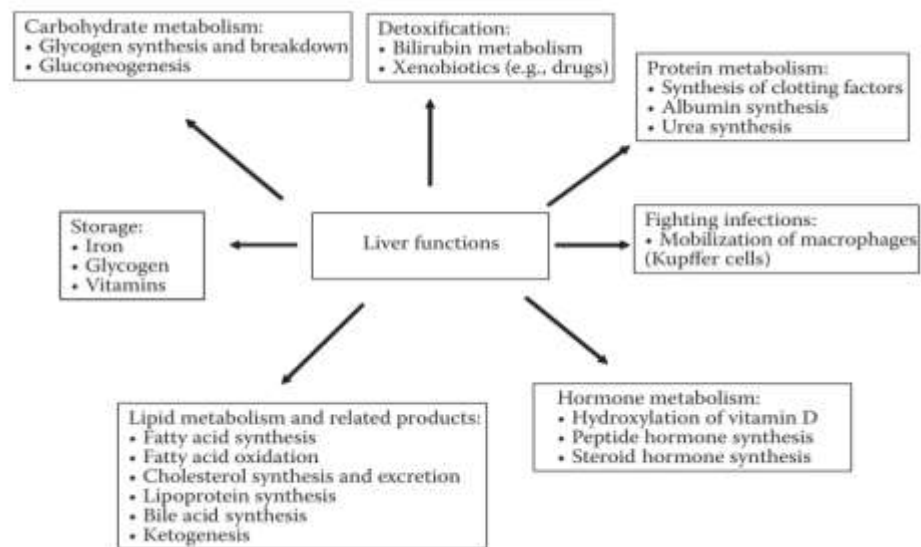 Carbohydrate metabolism:
• Glycogen synthesis and breakdown
• Gluconeogenesis
Detoxification:
• Bilirubin metabolism
• Xenobiotics (e.g., drugs)
Protein metabolism:
• Synthesis of clotting factors
• Albumin synthesis
• Urea synthesis
Storage:
• Iron
• Glycogen
• Vitamins
Liver functions
Fighting infections:
• Mobilization of macrophages
(Kupffer cells)
Lipid metabolism and related products:
• Fatty acid synthesis
• Fatty acid oxidation
• Cholesterol synthesis and excretion
• Lipoprotein synthesis
• Bile acid synthesis
• Ketogenesis
Hormone metabolism:
• Hydroxylation of vitamin D
• Peptide hormone synthesis
• Steroid hormone synthesis